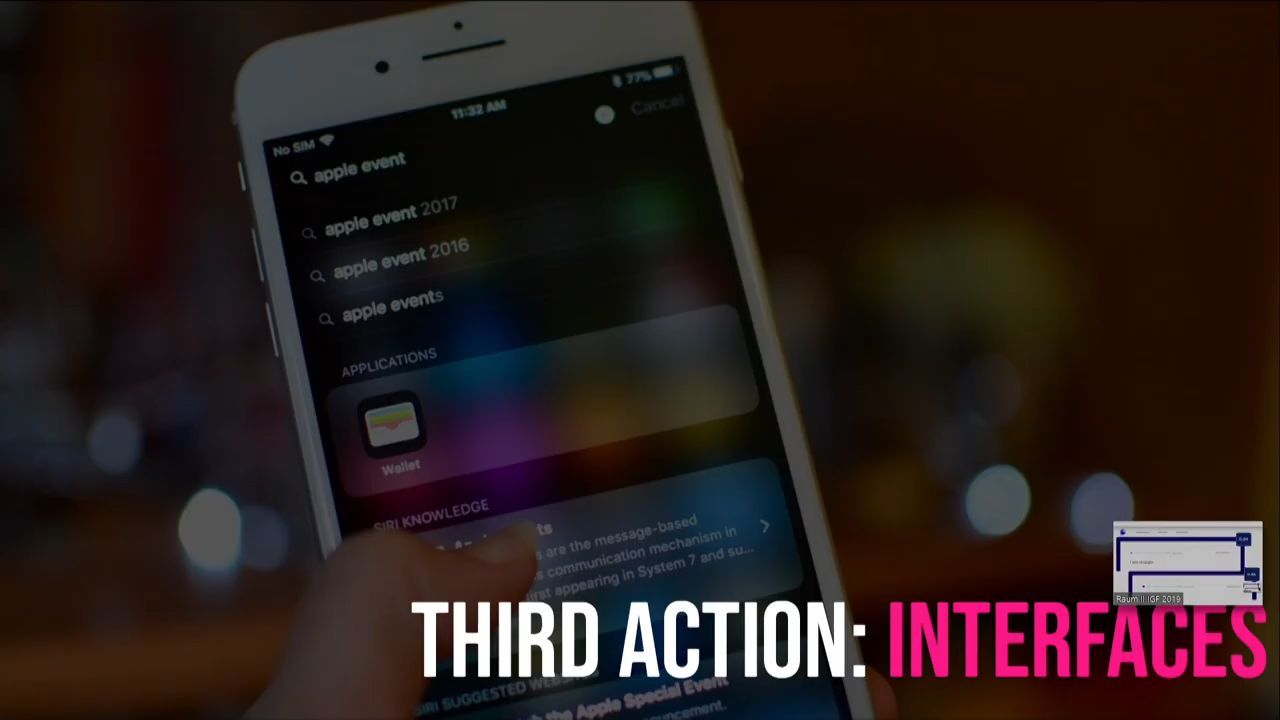 77%
11:32 AM
Cancel
No SIM
apple event
apple event 2017
apple event 2016
apple events
APPLICATIONS
Wallet
SIRI KNOWLEDGE
are the message-based
communication mechanism in
first appearing in System 7 and su...
Raum II IGF 2019
THIRD ACTION: INTERFACES
SIRI SUGGESTED
the Apple Special Event